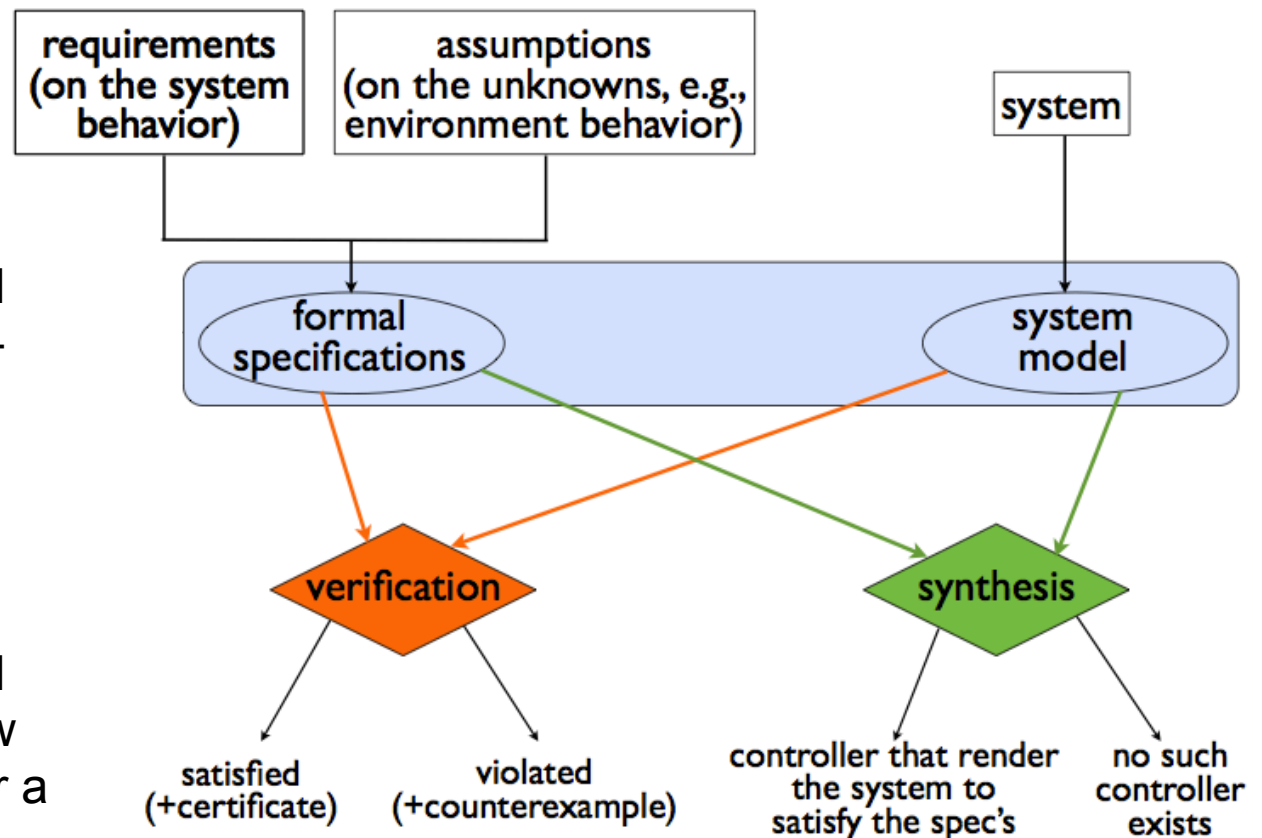 requirements
(on the system
behavior)
assumptions
(on the unknowns, e.g.,
environment behavior)
system
formal
specifications
system
model
verification
synthesis
satisfied
(+certificate)
violated
(+counterexample)
controller that render
the system to
satisfy the spec's
no such
controller
exists
r a